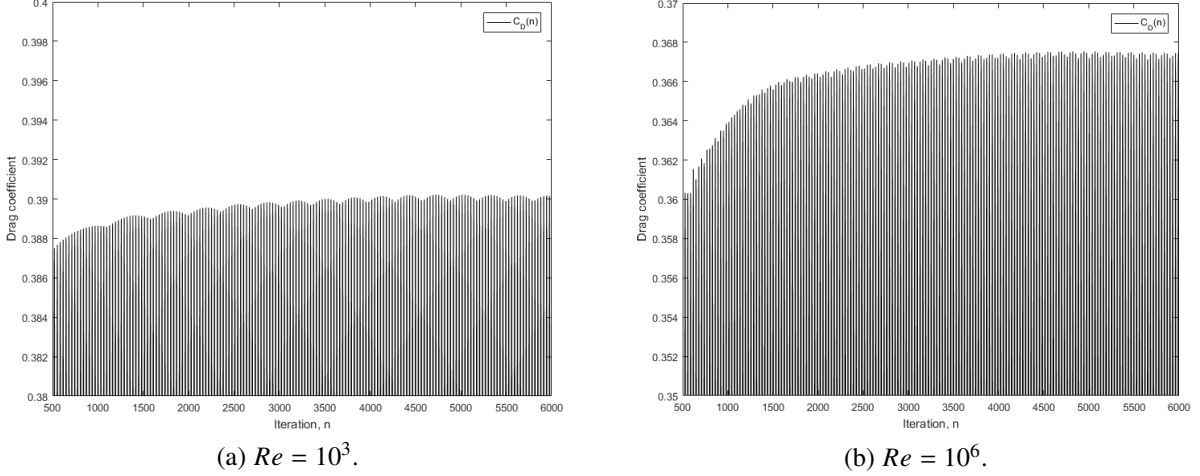 0.4
0.398
0.396
0.394
0.392
0.39
0.388
0.386
0.384
0.382
0.38
Drag coefficient
C_D(n)
500 1000 1500 2000 2500 3000 3500 4000 4500 5000 5500 6000
Iteration, n
(a) Re = 10³.
0.37
0.368
0.366
0.364
0.362
0.36
0.358
0.356
0.354
0.352
0.35
Drag coefficient
C_D(n)
500 1000 1500 2000 2500 3000 3500 4000 4500 5000 5500 6000
Iteration, n
(b) Re = 10⁶.